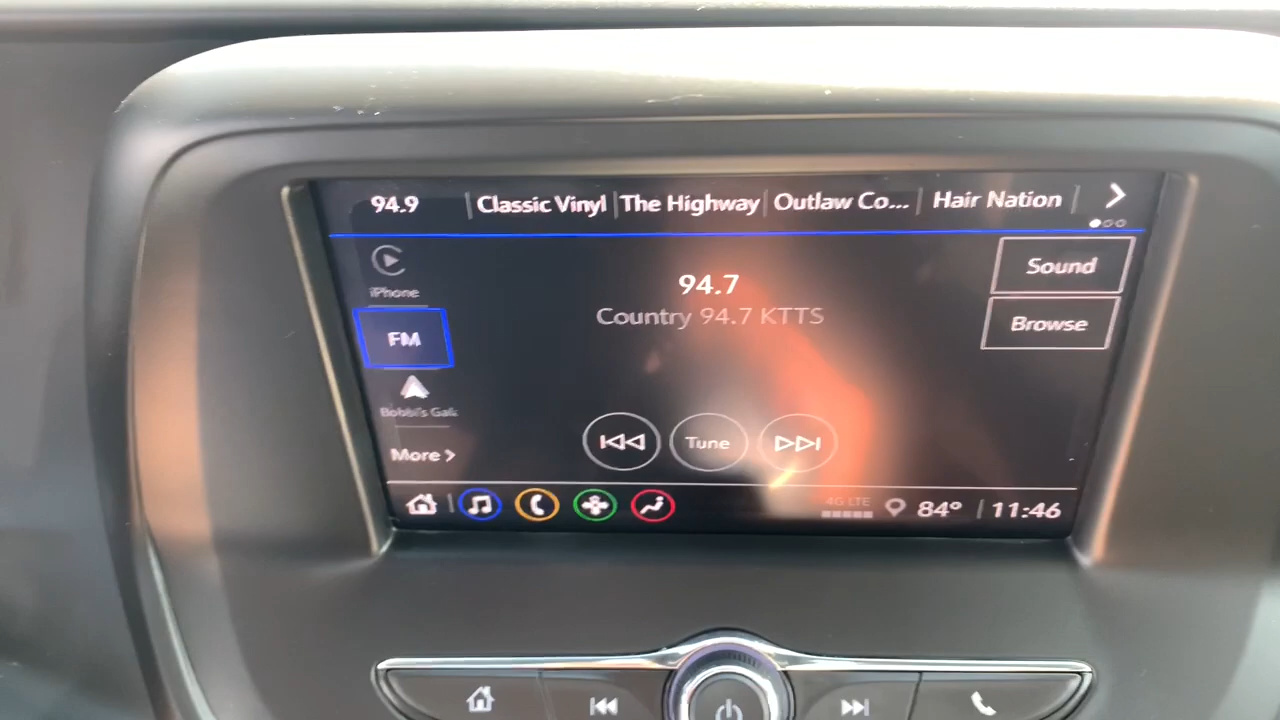 94.9 Classic Vinyl The Highway Outlaw Co... Hair Nation
iPhone
FM
Bobbi's Gala
More
94.7
Country 94.7 KTTS
Sound
Browse
Tune
4G LTE
84° 11:46